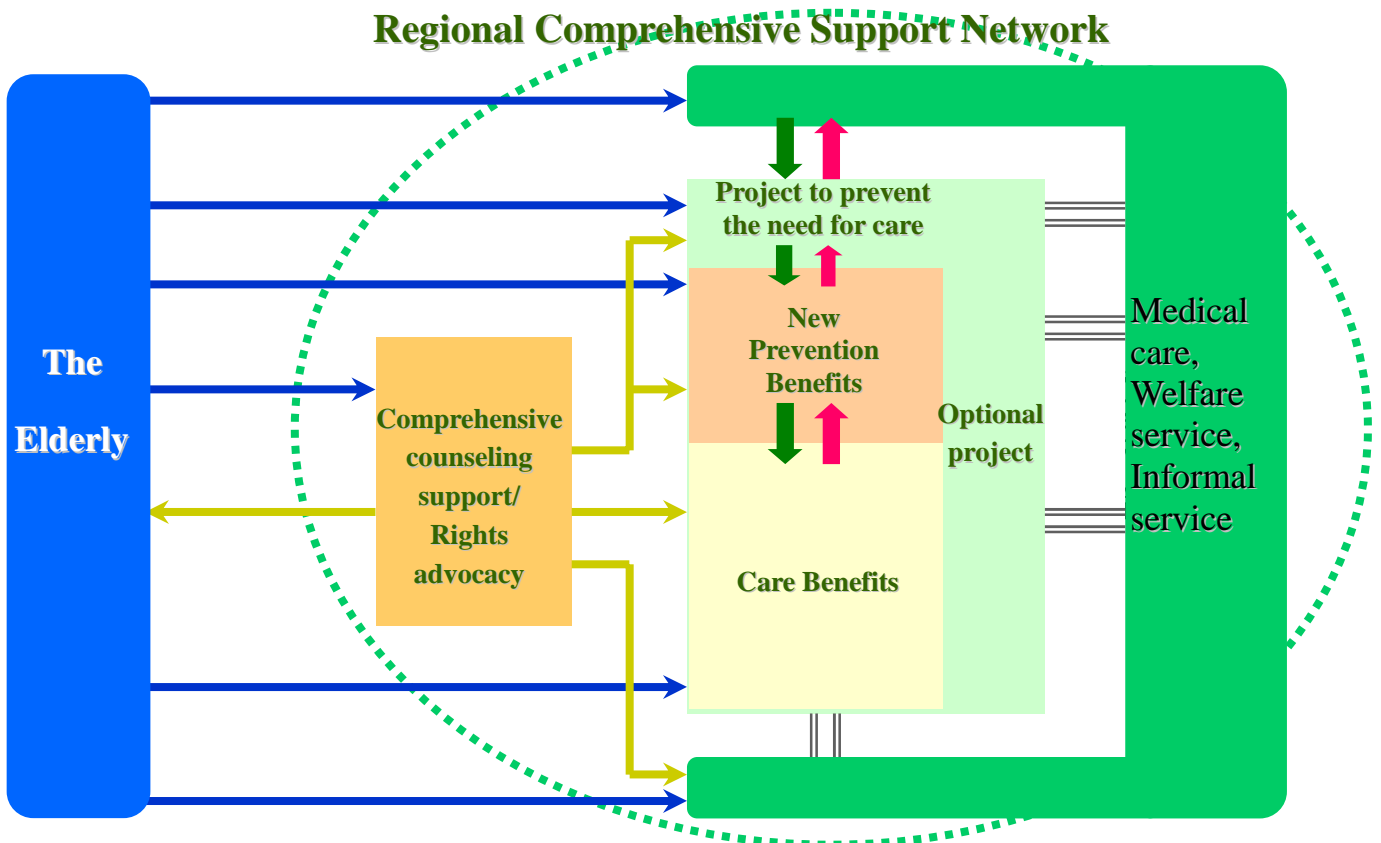 Regional Comprehensive Support Network
The
Elderly
Comprehensive
counseling
support/
Rights
advocacy
Project to prevent
the need for care
New
Prevention
Benefits
Optional
project
Care Benefits
Medical
care,
Welfare
service,
Informal
service